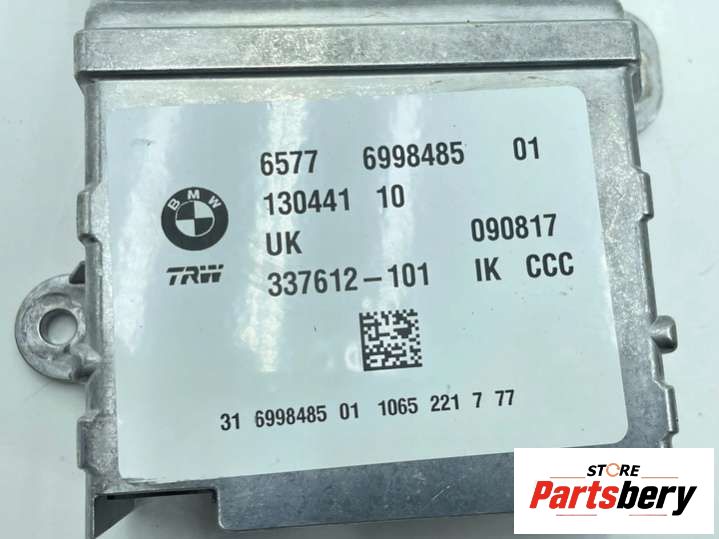 6577 6998485 01
130441 10
BMW
UK 090817
TRW 337612-101 IK CCC
31 6998485 01 1065 221 7 77
STORE
Partsbery